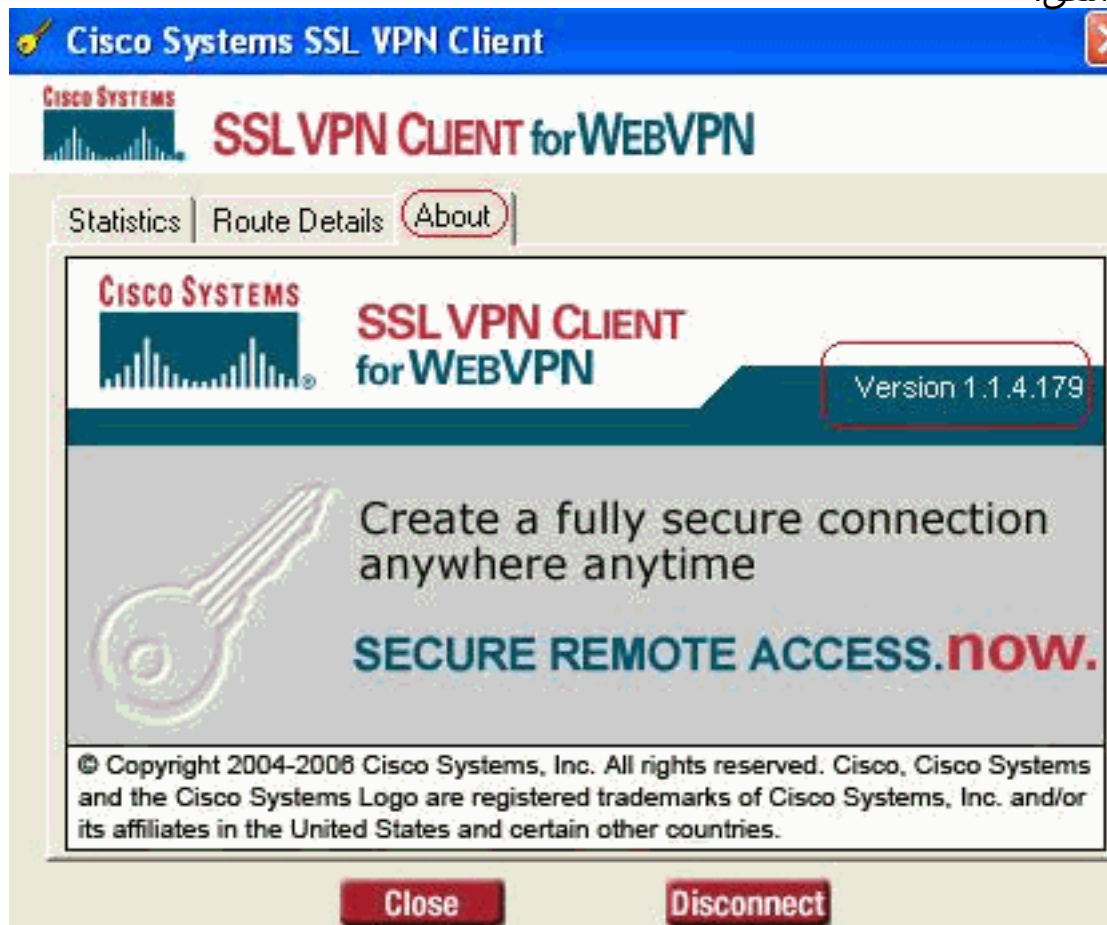 Cisco Systems SSL VPN Client
CISCO SYSTEMS
SSL VPN CLIENT for WEBVPN
Statistics Route Details About
CISCO SYSTEMS
SSL VPN CLIENT
for WEBVPN
Version 1.1.4.179
Create a fully secure connection
anywhere anytime
SECURE REMOTE ACCESS.now.
© Copyright 2004-2006 Cisco Systems, Inc. All rights reserved. Cisco, Cisco Systems
and the Cisco Systems Logo are registered trademarks of Cisco Systems, Inc. and/or
its affiliates in the United States and certain other countries.
Close Disconnect